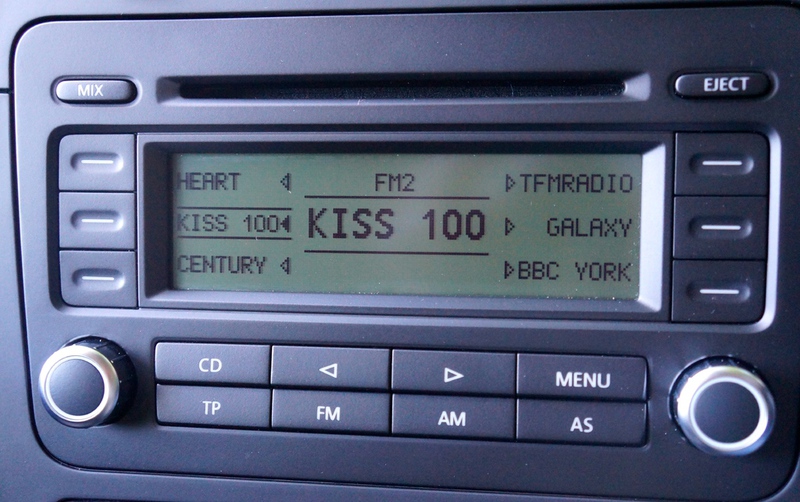 MIX
EJECT
HEART FM2 TFMRADIO
KISS 100 KISS 100 GALAXY
CENTURY BBC YORK
CD MENU
TP FM AM AS